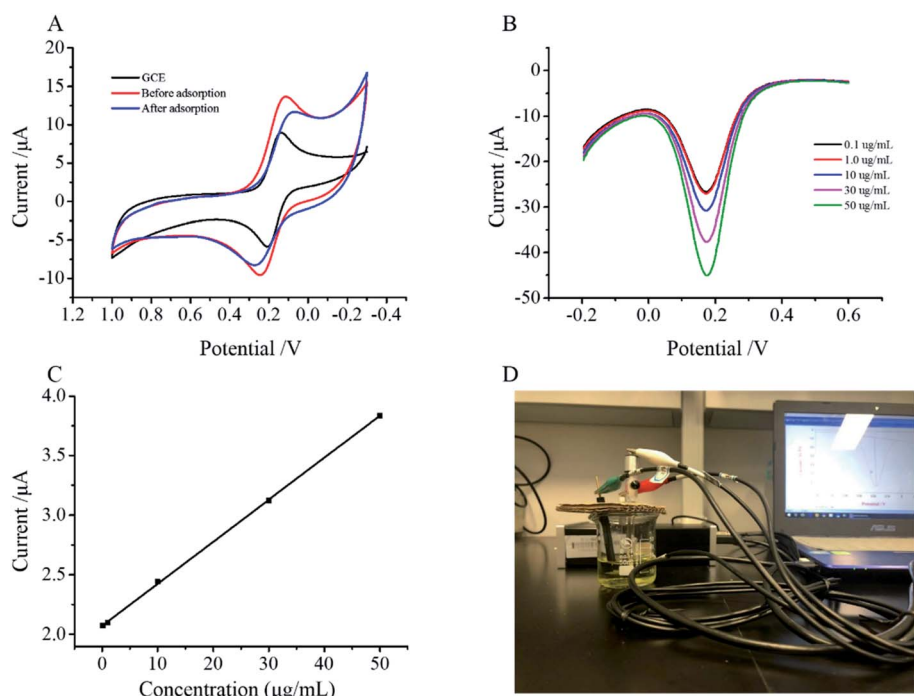 A
Current /μA
20
15
10
5
0
-5
-10
GCE
Before adsorption
After adsorption
1.2 1.0 0.8 0.6 0.4 0.2 0.0 -0.2 -0.4
Potential /V
B
Current /μA
0
-10
-20
-30
-40
-50
0.1 ug/mL
1.0 ug/mL
10 ug/mL
30 ug/mL
50 ug/mL
-0.2 0.0 0.2 0.4 0.6
Potential /V
C
Current /μA
4.0
3.5
3.0
2.5
2.0
0 10 20 30 40 50
Concentration (μg/mL)
D
ASUS